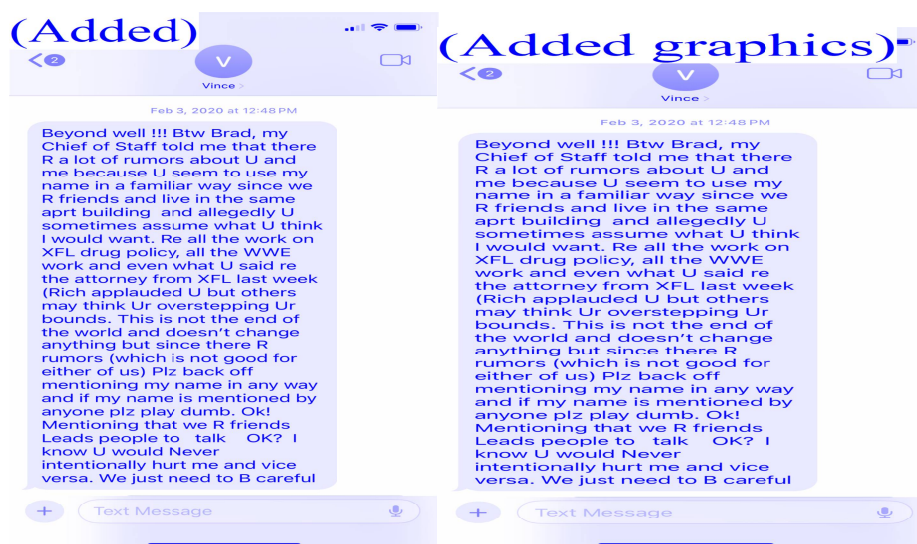 (Added)
2
V
Vince >
Feb 3, 2020 at 12:48 PM
Beyond well !!! Btw Brad, my
Chief of Staff told me that there
R a lot of rumors about U and
me because U seem to use my
name in a familiar way since we
R friends and live in the same
aprt building and allegedly U
sometimes assume what U think
I would want. Re all the work on
XFL drug policy, all the WWE
work and even what U said re
the attorney from XFL last week
(Rich applauded U but others
may think Ur overstepping Ur
bounds. This is not the end of
the world and doesn't change
anything but since there R
rumors (which is not good for
either of us) Plz back off
mentioning my name in any way
and if my name is mentioned by
anyone plz play dumb. Ok!
Mentioning that we R friends
Leads people to talk OK? I
know U would Never
intentionally hurt me and vice
versa. We just need to B careful
Text Message
(Added graphics)
2
V
Vince >
Feb 3, 2020 at 12:48 PM
Beyond well !!! Btw Brad, my
Chief of Staff told me that there
R a lot of rumors about U and
me because U seem to use my
name in a familiar way since we
R friends and live in the same
aprt building and allegedly U
sometimes assume what U think
I would want. Re all the work on
XFL drug policy, all the WWE
work and even what U said re
the attorney from XFL last week
(Rich applauded U but others
may think Ur overstepping Ur
bounds. This is not the end of
the world and doesn't change
anything but since there R
rumors (which is not good for
either of us) Plz back off
mentioning my name in any way
and if my name is mentioned by
anyone plz play dumb. Ok!
Mentioning that we R friends
Leads people to talk OK? I
know U would Never
intentionally hurt me and vice
versa. We just need to B careful
Text Message